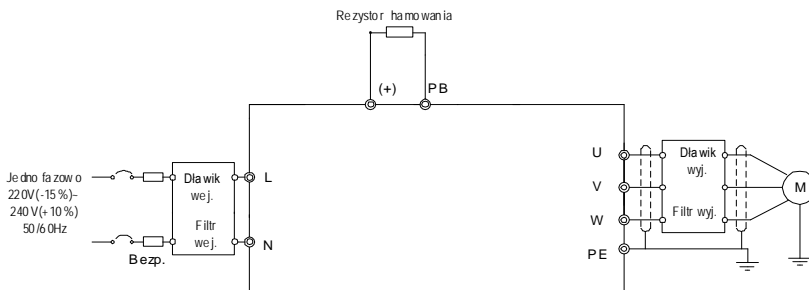 Rezystor hamowania
(+)
PB
Jednofazowo
220V(-15%)~
240V(+10%)
50/60Hz
Bezp.
Dławik
wej.
Filtr
wej.
L
N
U
V
W
PE
Dławik
wyj.
Filtr wyj.
M